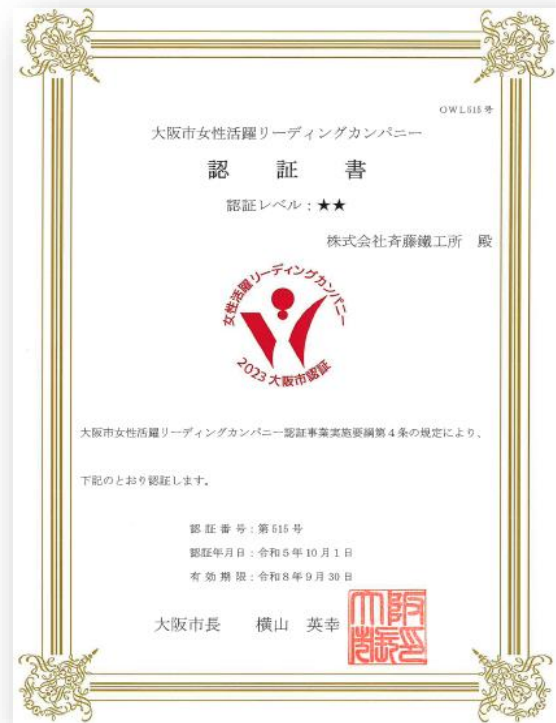 OWL515号
大阪市女性活躍リーディングカンパニー
認証書
認証レベル：★★
株式会社斉藤鐵工所 殿
女性活躍リーディングカンパニー
2023 大阪市認証
大阪市女性活躍リーディングカンパニー認証事業実施要綱第4条の規定により、
下記のとおり認証します。
認証番号：第515号
認証年月日：令和5年10月1日
有効期限：令和8年9月30日
大阪市長 横山 英幸
大阪市長印